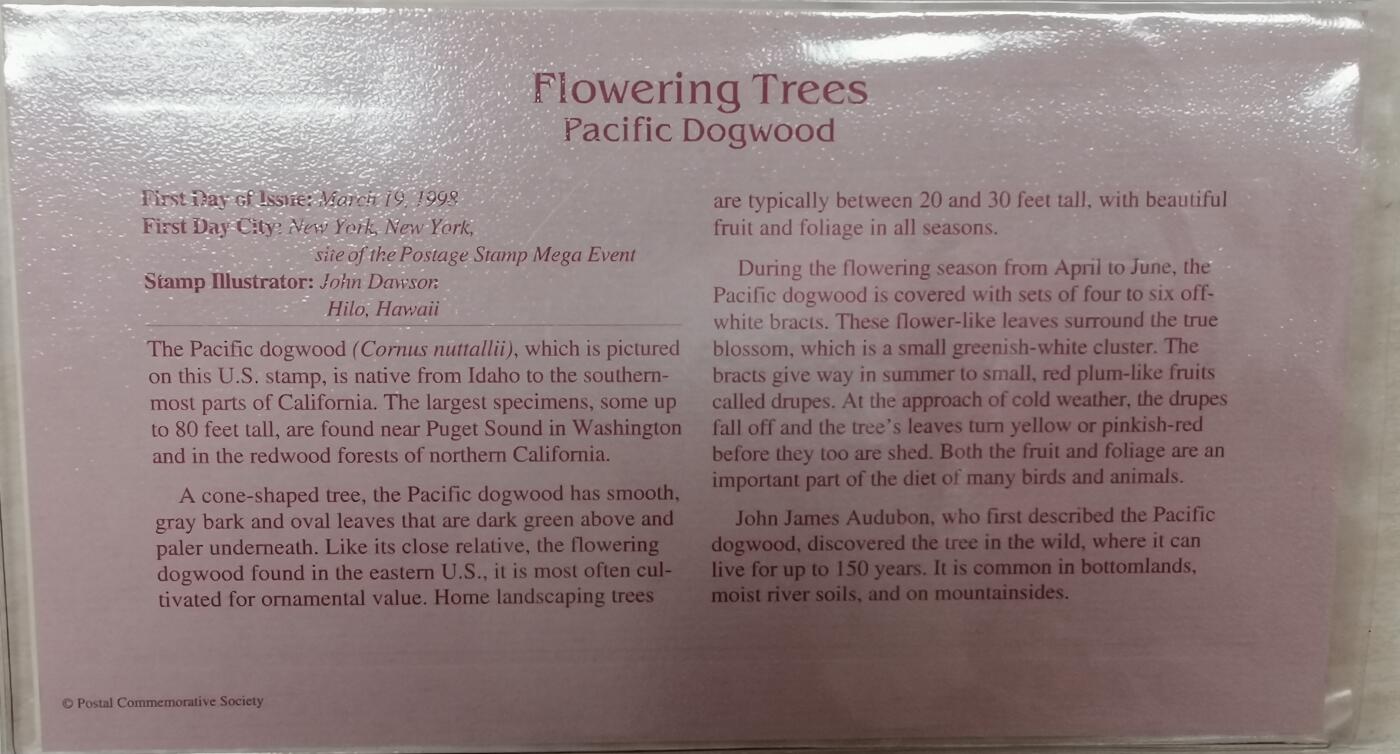 Flowering Trees
Pacific Dogwood
First Day of Issue: March 19, 1998
First Day City: New York, New York,
site of the Postage Stamp Mega Event
Stamp Illustrator: John Dawson
Hilo, Hawaii
The Pacific dogwood (Cornus nuttallii), which is pictured
on this U.S. stamp, is native from Idaho to the southern-
most parts of California. The largest specimens, some up
to 80 feet tall, are found near Puget Sound in Washington
and in the redwood forests of northern California.
A cone-shaped tree, the Pacific dogwood has smooth,
gray bark and oval leaves that are dark green above and
paler underneath. Like its close relative, the flowering
dogwood found in the eastern U.S., it is most often cul-
tivated for ornamental value. Home landscaping trees
are typically between 20 and 30 feet tall, with beautiful
fruit and foliage in all seasons.
During the flowering season from April to June, the
Pacific dogwood is covered with sets of four to six off-
white bracts. These flower-like leaves surround the true
blossom, which is a small greenish-white cluster. The
bracts give way in summer to small, red plum-like fruits
called drupes. At the approach of cold weather, the drupes
fall off and the tree's leaves turn yellow or pinkish-red
before they too are shed. Both the fruit and foliage are an
important part of the diet of many birds and animals.
John James Audubon, who first described the Pacific
dogwood, discovered the tree in the wild, where it can
live for up to 150 years. It is common in bottomlands,
moist river soils, and on mountainsides.
© Postal Commemorative Society